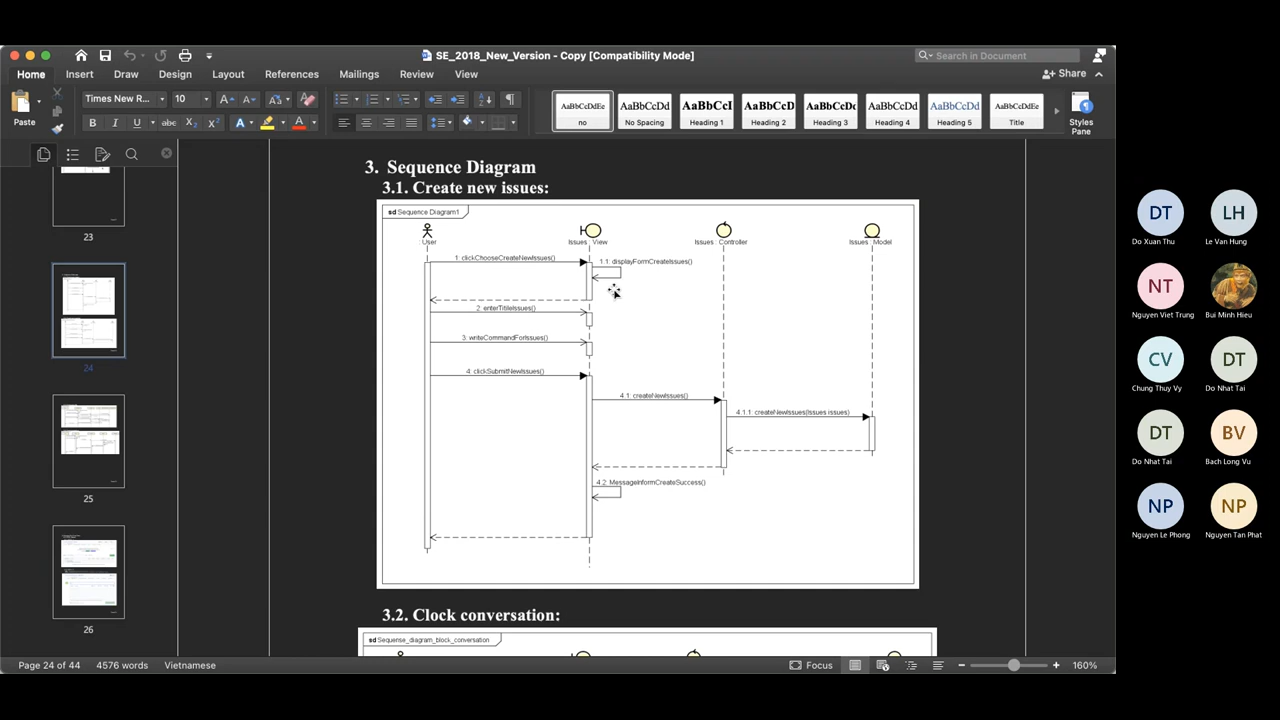 SE_2018_New_Version - Copy [Compatibility Mode]
Search in Document
Home
Insert
Draw
Design
Layout
References
Mailings
Review
View
Share
Paste
Times New R...
10
AaBbCcDdEe
no
AaBbCcDd
No Spacing
AaBbCcI
Heading 1
AaBbCcD
Heading 2
AaBbCcDc
Heading 3
AaBbCcDd
Heading 4
AaBbCcDd
Heading 5
AaBbCcDdEe
Title
Styles
Pane
23
24
25
26
3. Sequence Diagram
3.1. Create new issues:
sd Sequence Diagram1
: User
Issues : View
Issues : Controller
Issues : Model
1: clickChooseCreateNewIssues()
1.1: displayFormCreateIssues()
2: enterTitleIssues()
3: writeCommandForIssues()
4: clickSubmitNewIssues()
4.1: createNewIssues()
4.1.1: createNewIssues(Issues issues)
4.2: MessageInformCreateSuccess()
3.2. Clock conversation:
sd Sequense_diagram_block_conversation
Page 24 of 44
4576 words
Vietnamese
Focus
160%
DT
Do Xuan Thu
LH
Le Van Hung
NT
Nguyen Viet Trung
Bui Minh Hieu
CV
Chung Thuy Vy
DT
Do Nhat Tai
DT
Do Nhat Tai
BV
Bach Long Vu
NP
Nguyen Le Phong
NP
Nguyen Tan Phat